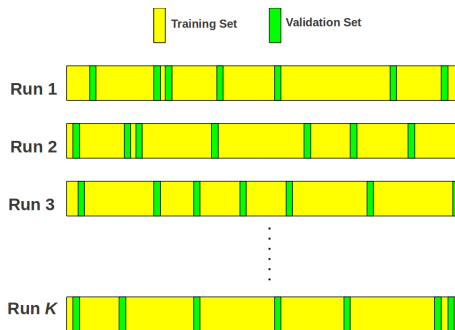 Training Set
Validation Set
Run 1
Run 2
Run 3
Run K